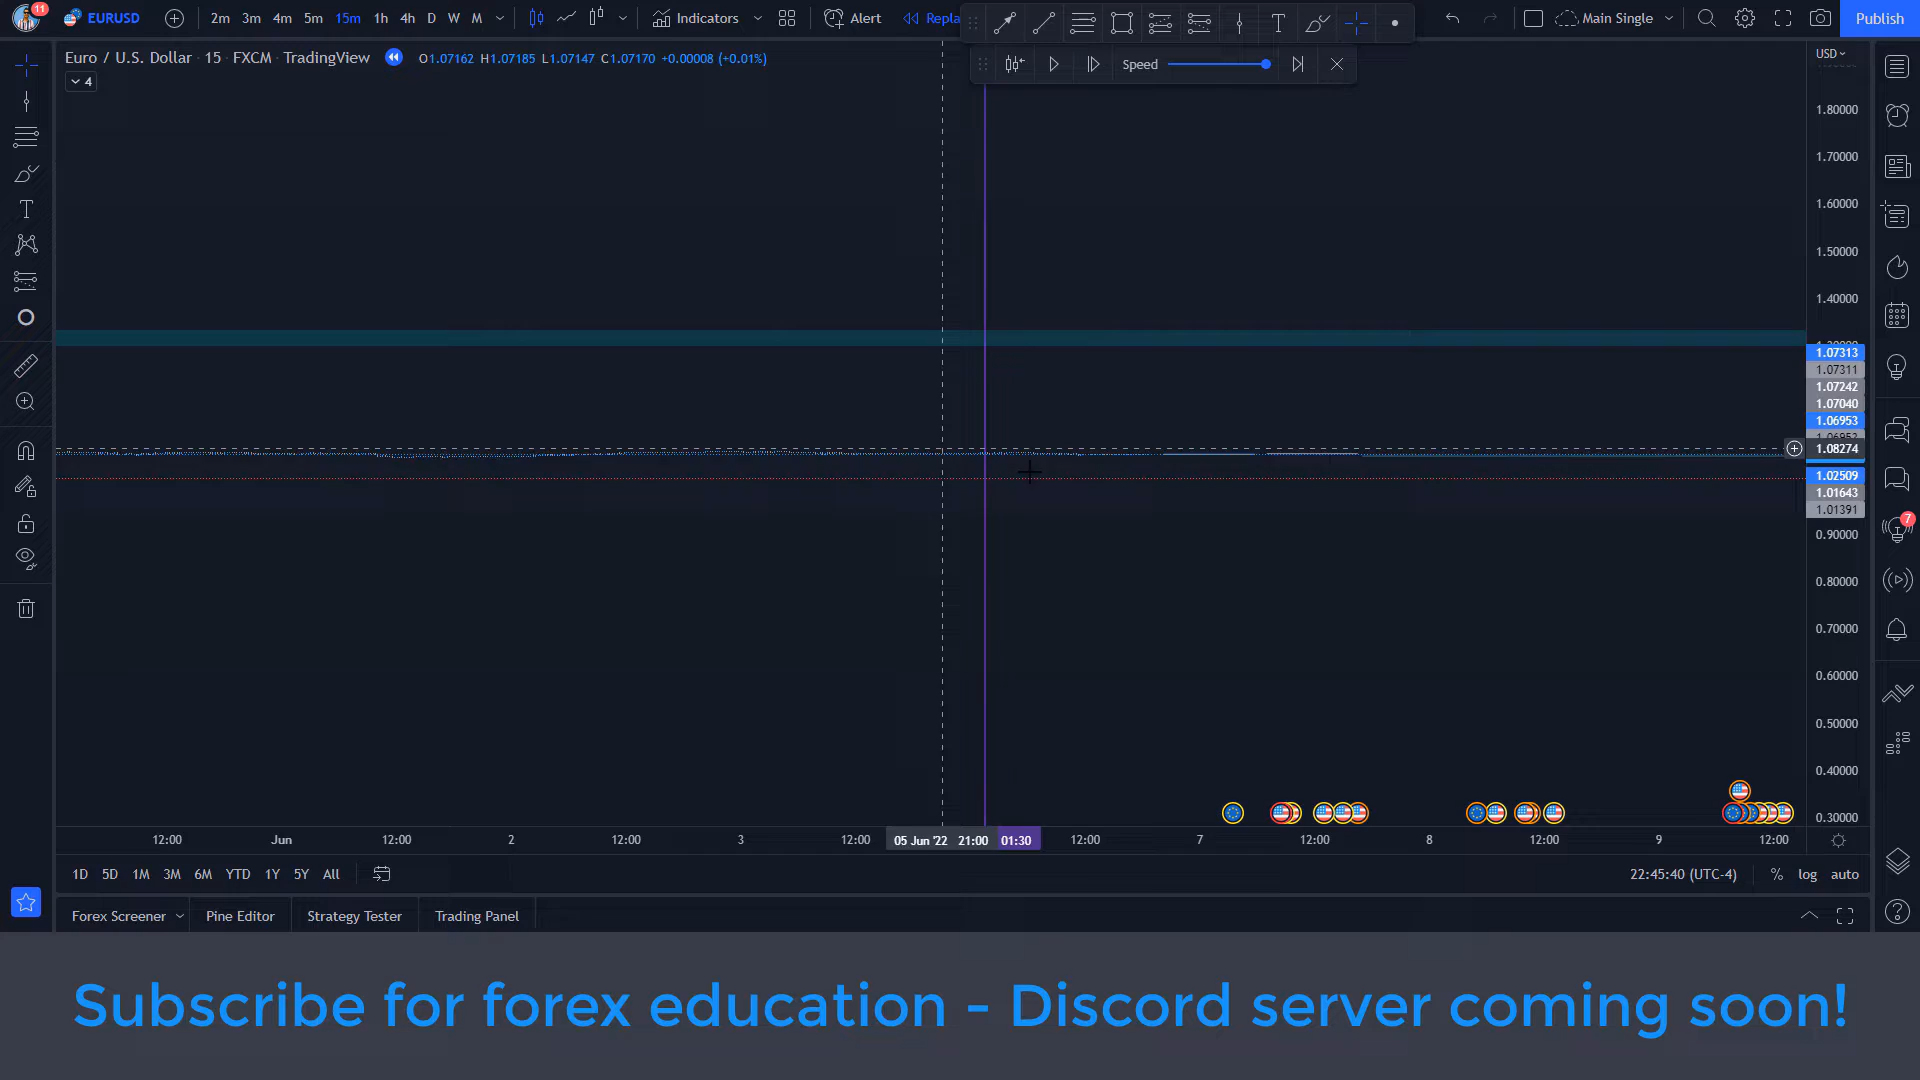 11
EURUSD
2m 3m 4m 5m 15m 1h 4h D W M
Indicators
Alert
Repla
Main Single
Publish
Euro / U.S. Dollar · 15 · FXCM · TradingView
O1.07162 H1.07185 L1.07147 C1.07170 +0.00008 (+0.01%)
Speed
USD
4
1.80000
1.70000
1.60000
1.50000
1.40000
1.07313
1.07311
1.07242
1.07040
1.06953
1.08274
1.02509
1.01643
1.01391
0.90000
7
0.80000
0.70000
0.60000
0.50000
0.40000
0.30000
12:00 Jun 12:00 2 12:00 3 12:00 05 Jun '22 21:00 01:30 12:00 7 12:00 8 12:00 9 12:00
1D 5D 1M 3M 6M YTD 1Y 5Y All
22:45:40 (UTC-4) % log auto
Forex Screener Pine Editor Strategy Tester Trading Panel
Subscribe for forex education - Discord server coming soon!